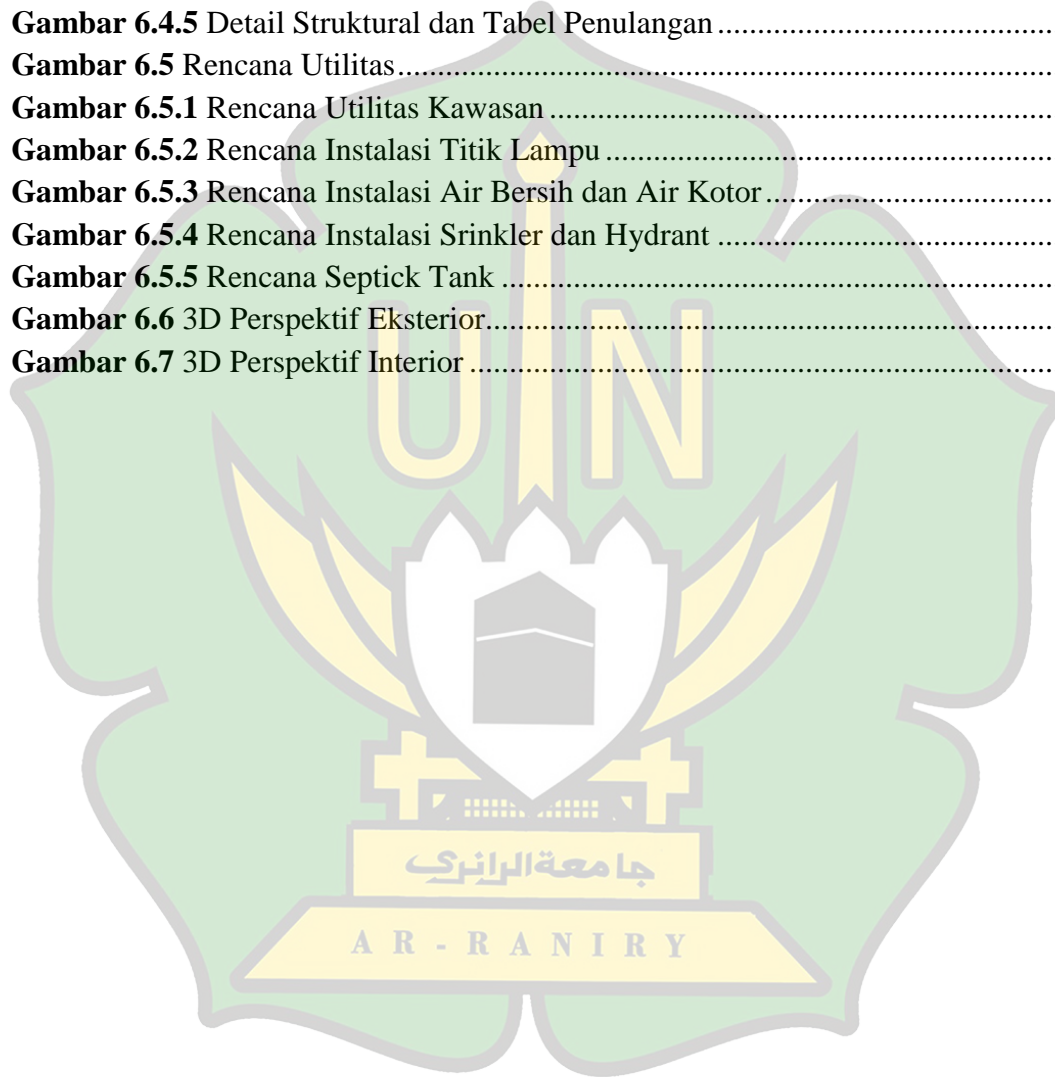 Gambar 6.4.5 Detail Struktural dan Tabel Penulangan..........................................
Gambar 6.5 Rencana Utilitas.................................................................................
Gambar 6.5.1 Rencana Utilitas Kawasan..............................................................
Gambar 6.5.2 Rencana Instalasi Titik Lampu.......................................................
Gambar 6.5.3 Rencana Instalasi Air Bersih dan Air Kotor...................................
Gambar 6.5.4 Rencana Instalasi Srinkler dan Hydrant.........................................
Gambar 6.5.5 Rencana Septick Tank....................................................................
Gambar 6.6 3D Perspektif Eksterior......................................................................
Gambar 6.7 3D Perspektif Interior........................................................................
UIN
جامعة الرانري
AR-RANIRY